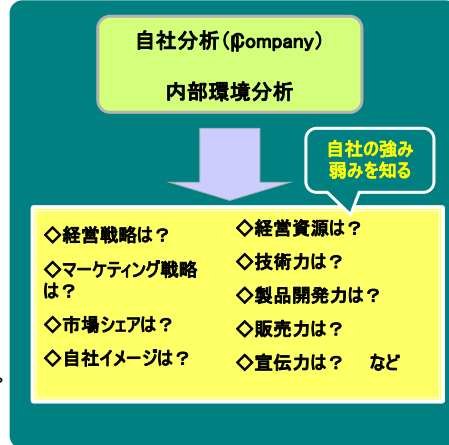 自社分析（Company）
内部環境分析
自社の強み
弱みを知る
◇経営戦略は？
◇マーケティング戦略
は？
◇市場シェアは？
◇自社イメージは？
◇経営資源は？
◇技術力は？
◇製品開発力は？
◇販売力は？
◇宣伝力は？　など